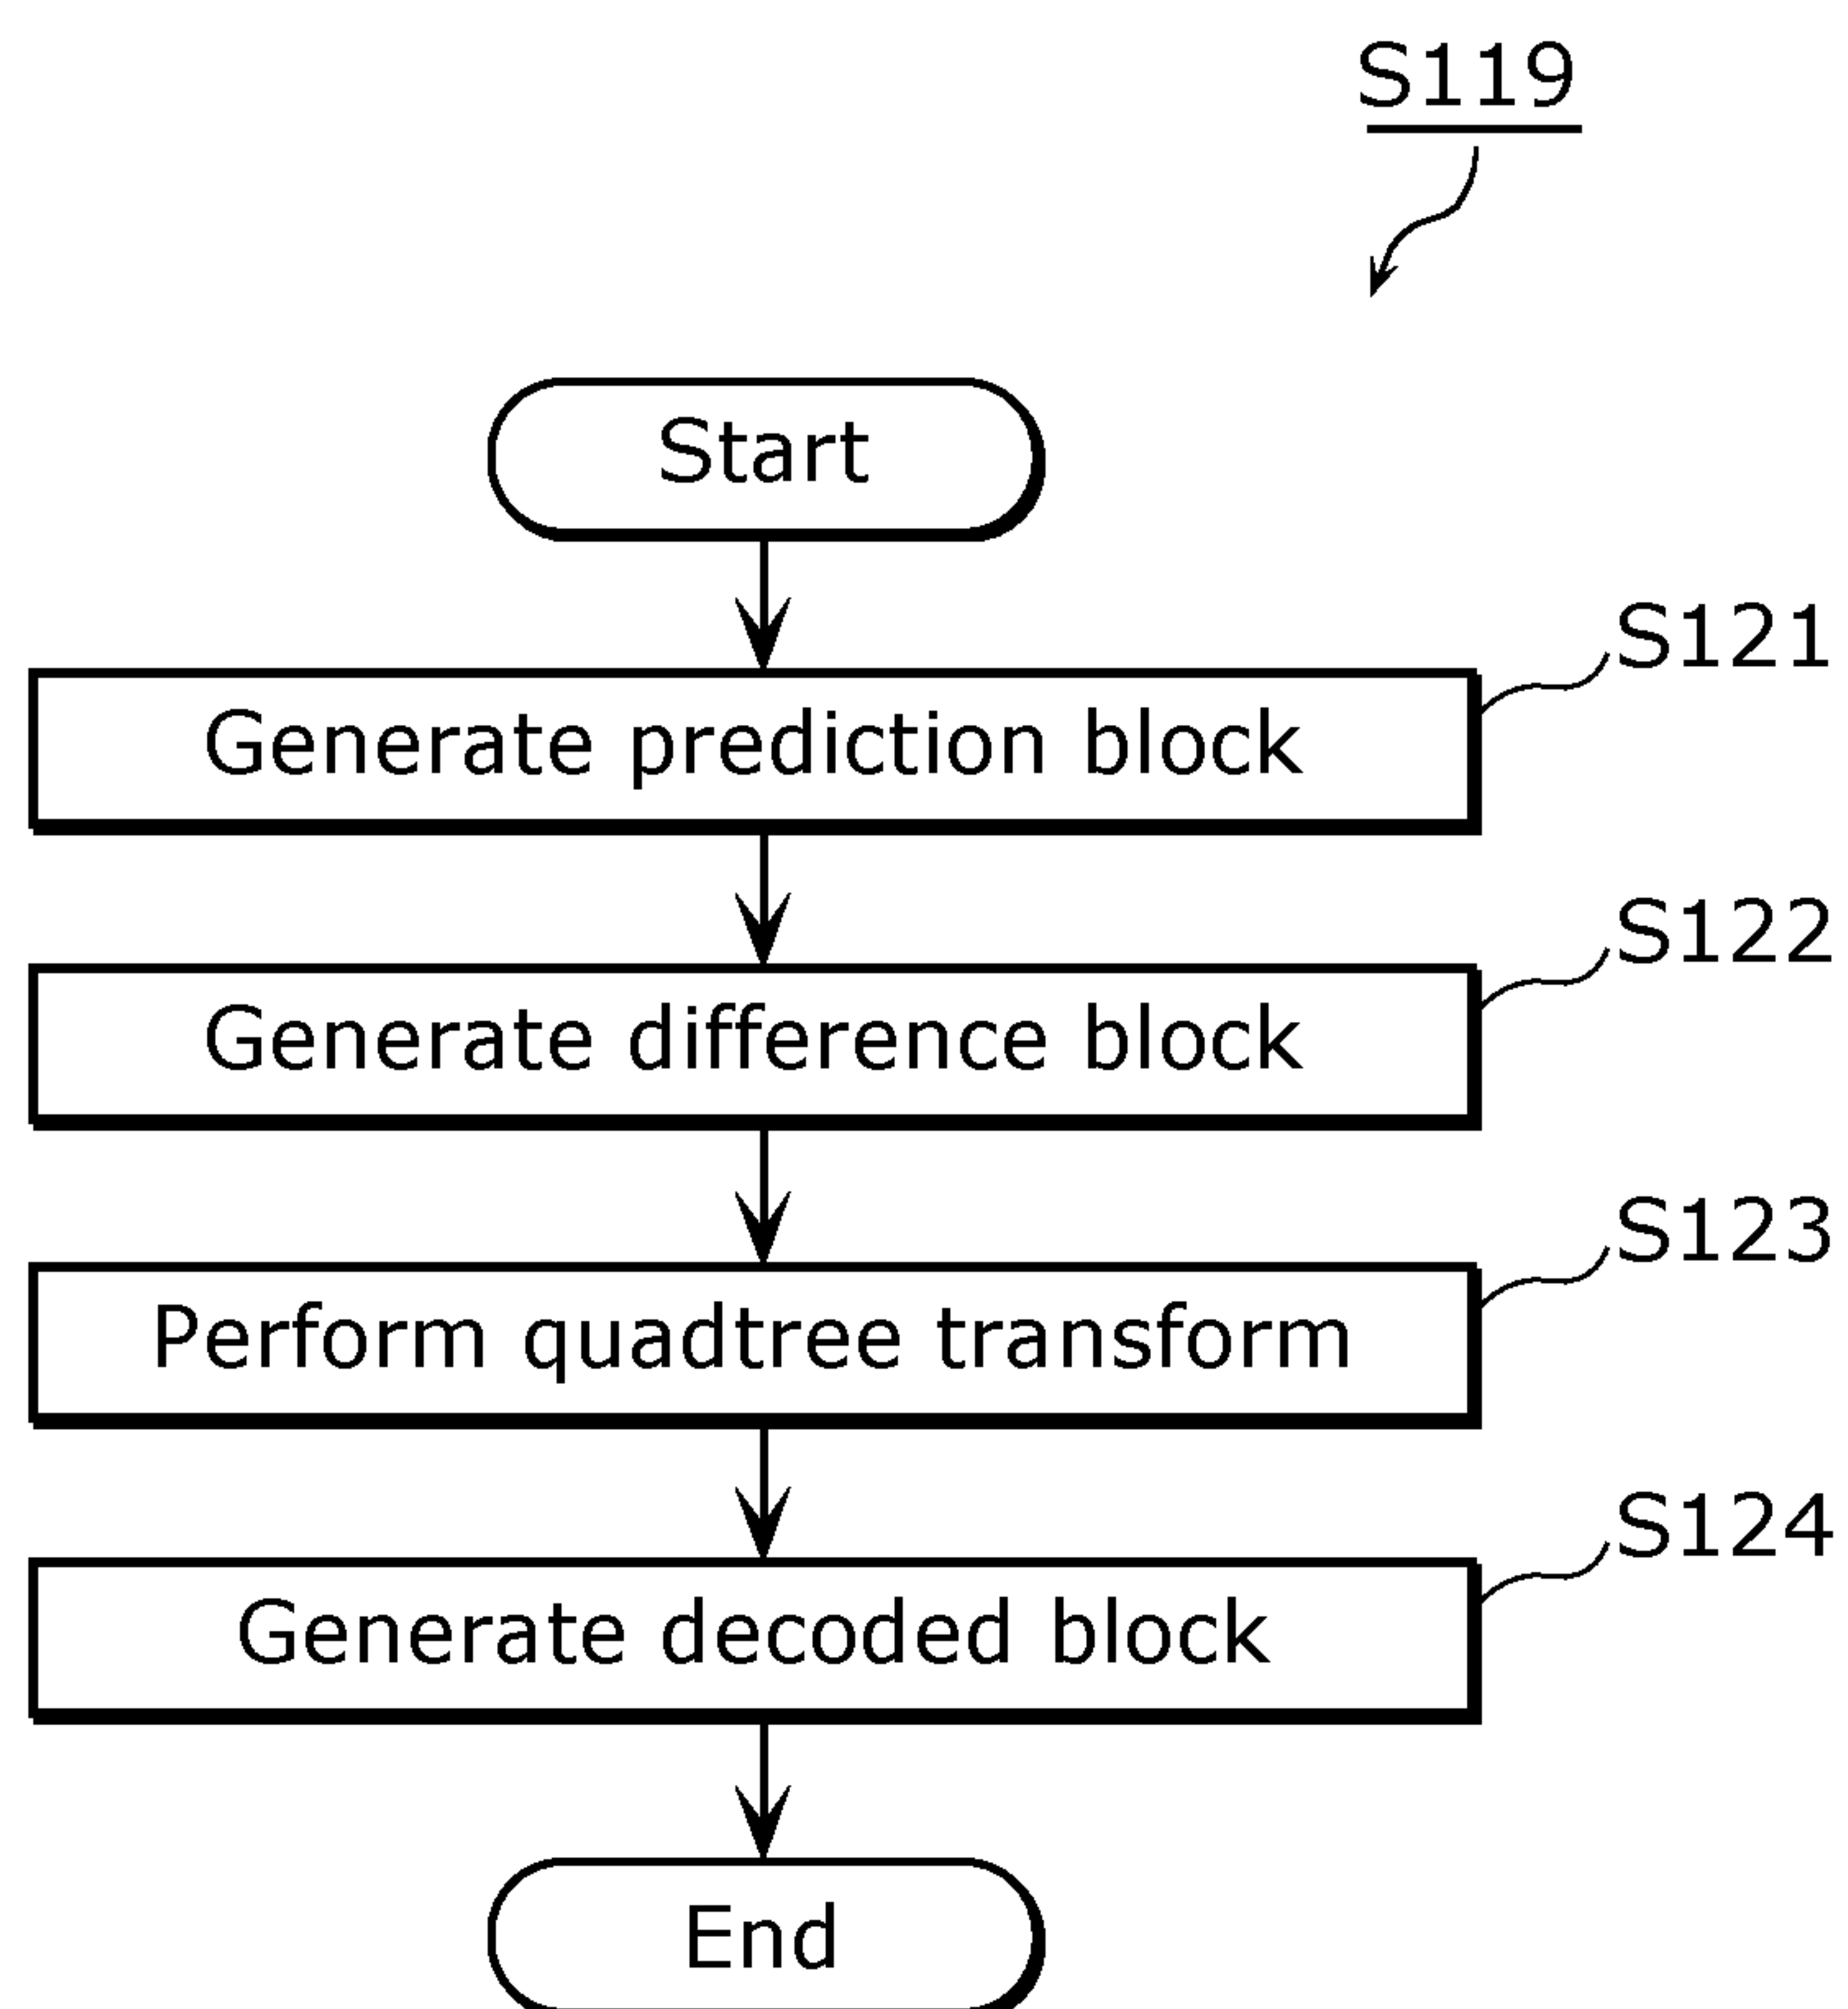 S119
Start
S121
Generate prediction block
S122
Generate difference block
S123
Perform quadtree transform
S124
Generate decoded block
End